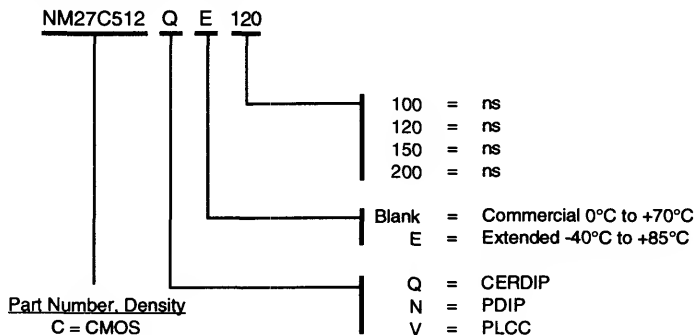 NM27C512 Q E 120
100 = ns
120 = ns
150 = ns
200 = ns
Blank = Commercial 0°C to +70°C
E = Extended -40°C to +85°C
Q = CERDIP
N = PDIP
V = PLCC
Part Number, Density
C = CMOS